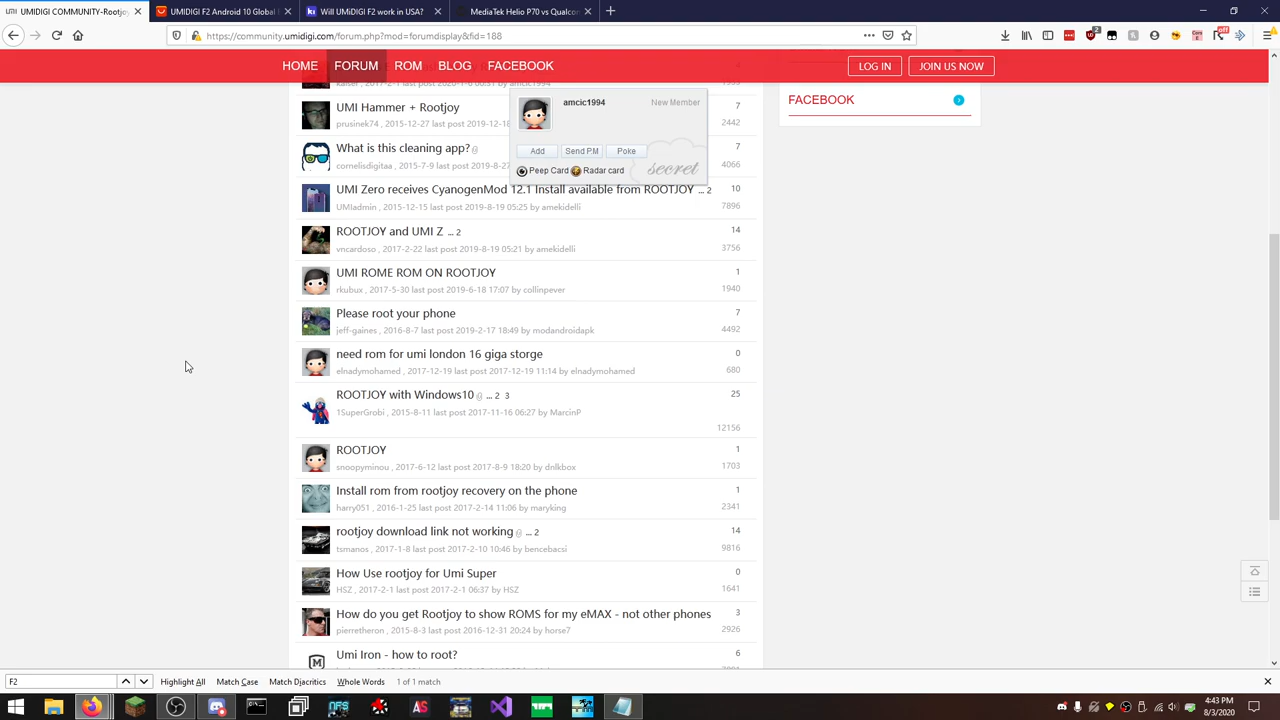 UMIDIGI COMMUNITY-Rootjoy
UMIDIGI F2 Android 10 Global
Will UMiDIGI F2 work in USA?
MediaTek Helio P70 vs Qualcom
https://community.umidigi.com/forum.php?mod=forumdisplay&fid=188
HOME FORUM ROM BLOG FACEBOOK LOG IN JOIN US NOW
amcic1994 New Member
Add Send PM Poke
Peep Card Radar card secret
FACEBOOK
UMI Hammer + Rootjoy 7
prusinek74 , 2015-12-27 last post 2019-12-18 2442
What is this cleaning app? 7
cornelisdigitaa , 2015-7-9 last post 2019-8-27 4066
UMI Zero receives CyanogenMod 12.1 Install available from ROOTJOY ... 2 10
UMIadmin , 2015-12-15 last post 2019-8-19 05:25 by amekidelli 7896
ROOTJOY and UMI Z ... 2 14
vncardoso , 2017-2-22 last post 2019-8-19 05:21 by amekidelli 3756
UMI ROME ROM ON ROOTJOY 1
rkubux , 2017-5-30 last post 2019-6-18 17:07 by collinpever 1940
Please root your phone 7
jeff-gaines , 2016-8-7 last post 2019-2-17 18:49 by modandroidapk 4492
need rom for umi london 16 giga storge 0
elnadymohamed , 2017-12-19 last post 2017-12-19 11:14 by elnadymohamed 680
ROOTJOY with Windows10 @ ... 2 3 25
1SuperGrobi , 2015-8-11 last post 2017-11-16 06:27 by MarcinP
12156
ROOTJOY 1
snoopyminou , 2017-6-12 last post 2017-8-9 18:20 by dnlkbox 1703
Install rom from rootjoy recovery on the phone 1
harry051 , 2016-1-25 last post 2017-2-14 11:06 by maryking 2341
rootjoy download link not working @ ... 2 14
tsmanos , 2017-1-8 last post 2017-2-10 10:46 by bencebacsi 9816
How Use rootjoy for Umi Super 0
HSZ , 2017-2-1 last post 2017-2-1 06:37 by HSZ 1641
How do you get Rootjoy to show ROMS for my eMAX - not other phones 3
pierretheron , 2015-8-3 last post 2016-12-31 20:24 by horse7 2926
Umi Iron - how to root? 6
F2 Highlight All Match Case Match Diacritics Whole Words 1 of 1 match
4:43 PM
8/3/2020